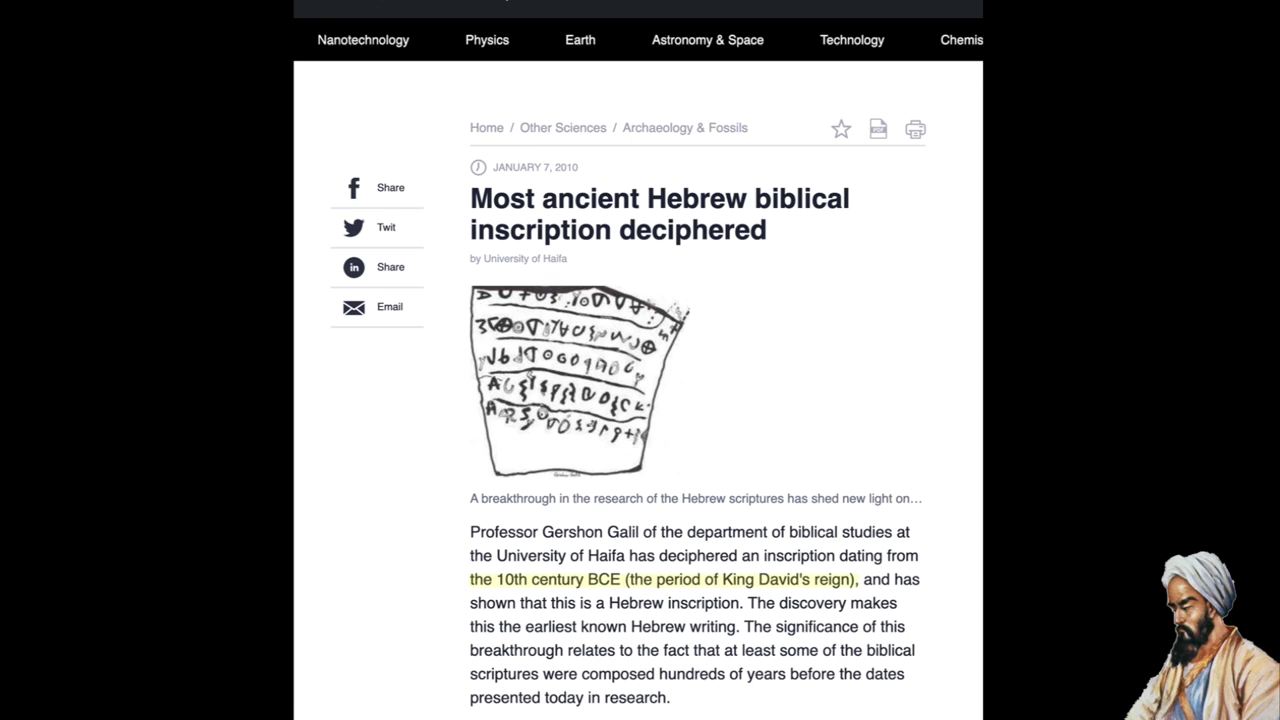 Nanotechnology Physics Earth Astronomy & Space Technology Chemis
Home / Other Sciences / Archaeology & Fossils
PDF
JANUARY 7, 2010
Most ancient Hebrew biblical
inscription deciphered
by University of Haifa
Share
Twit
in Share
Email
A breakthrough in the research of the Hebrew scriptures has shed new light on…
Professor Gershon Galil of the department of biblical studies at
the University of Haifa has deciphered an inscription dating from
the 10th century BCE (the period of King David's reign), and has
shown that this is a Hebrew inscription. The discovery makes
this the earliest known Hebrew writing. The significance of this
breakthrough relates to the fact that at least some of the biblical
scriptures were composed hundreds of years before the dates
presented today in research.